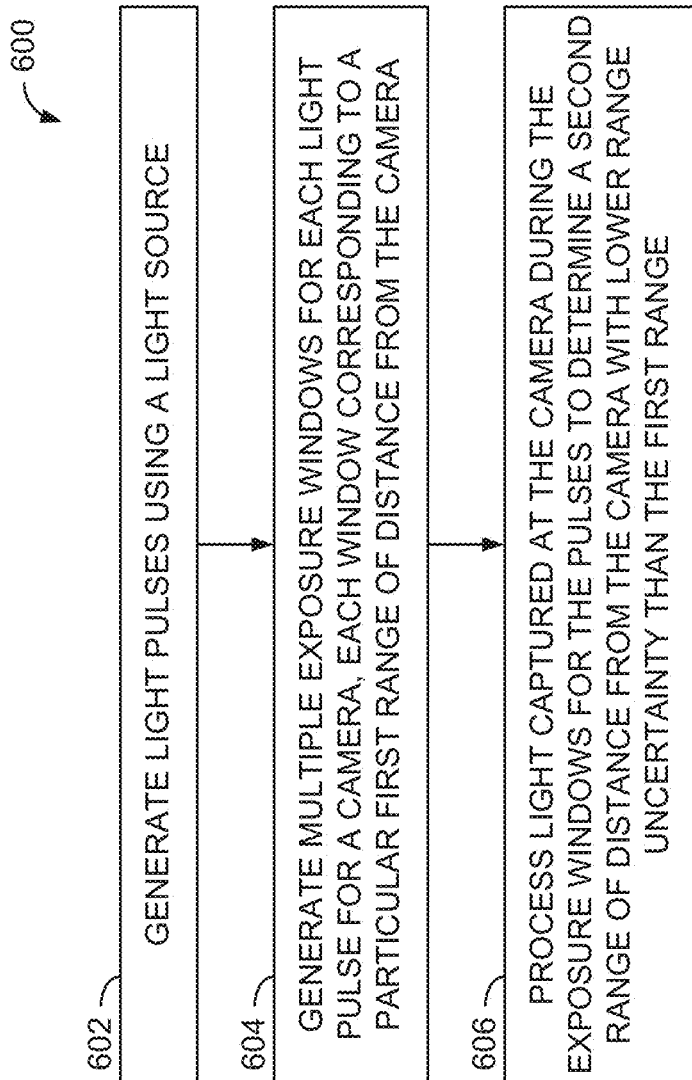 600
602
GENERATE LIGHT PULSES USING A LIGHT SOURCE
604
GENERATE MULTIPLE EXPOSURE WINDOWS FOR EACH LIGHT
PULSE FOR A CAMERA, EACH WINDOW CORRESPONDING TO A
PARTICULAR FIRST RANGE OF DISTANCE FROM THE CAMERA
606
PROCESS LIGHT CAPTURED AT THE CAMERA DURING THE
EXPOSURE WINDOWS FOR THE PULSES TO DETERMINE A SECOND
RANGE OF DISTANCE FROM THE CAMERA WITH LOWER RANGE
UNCERTAINTY THAN THE FIRST RANGE